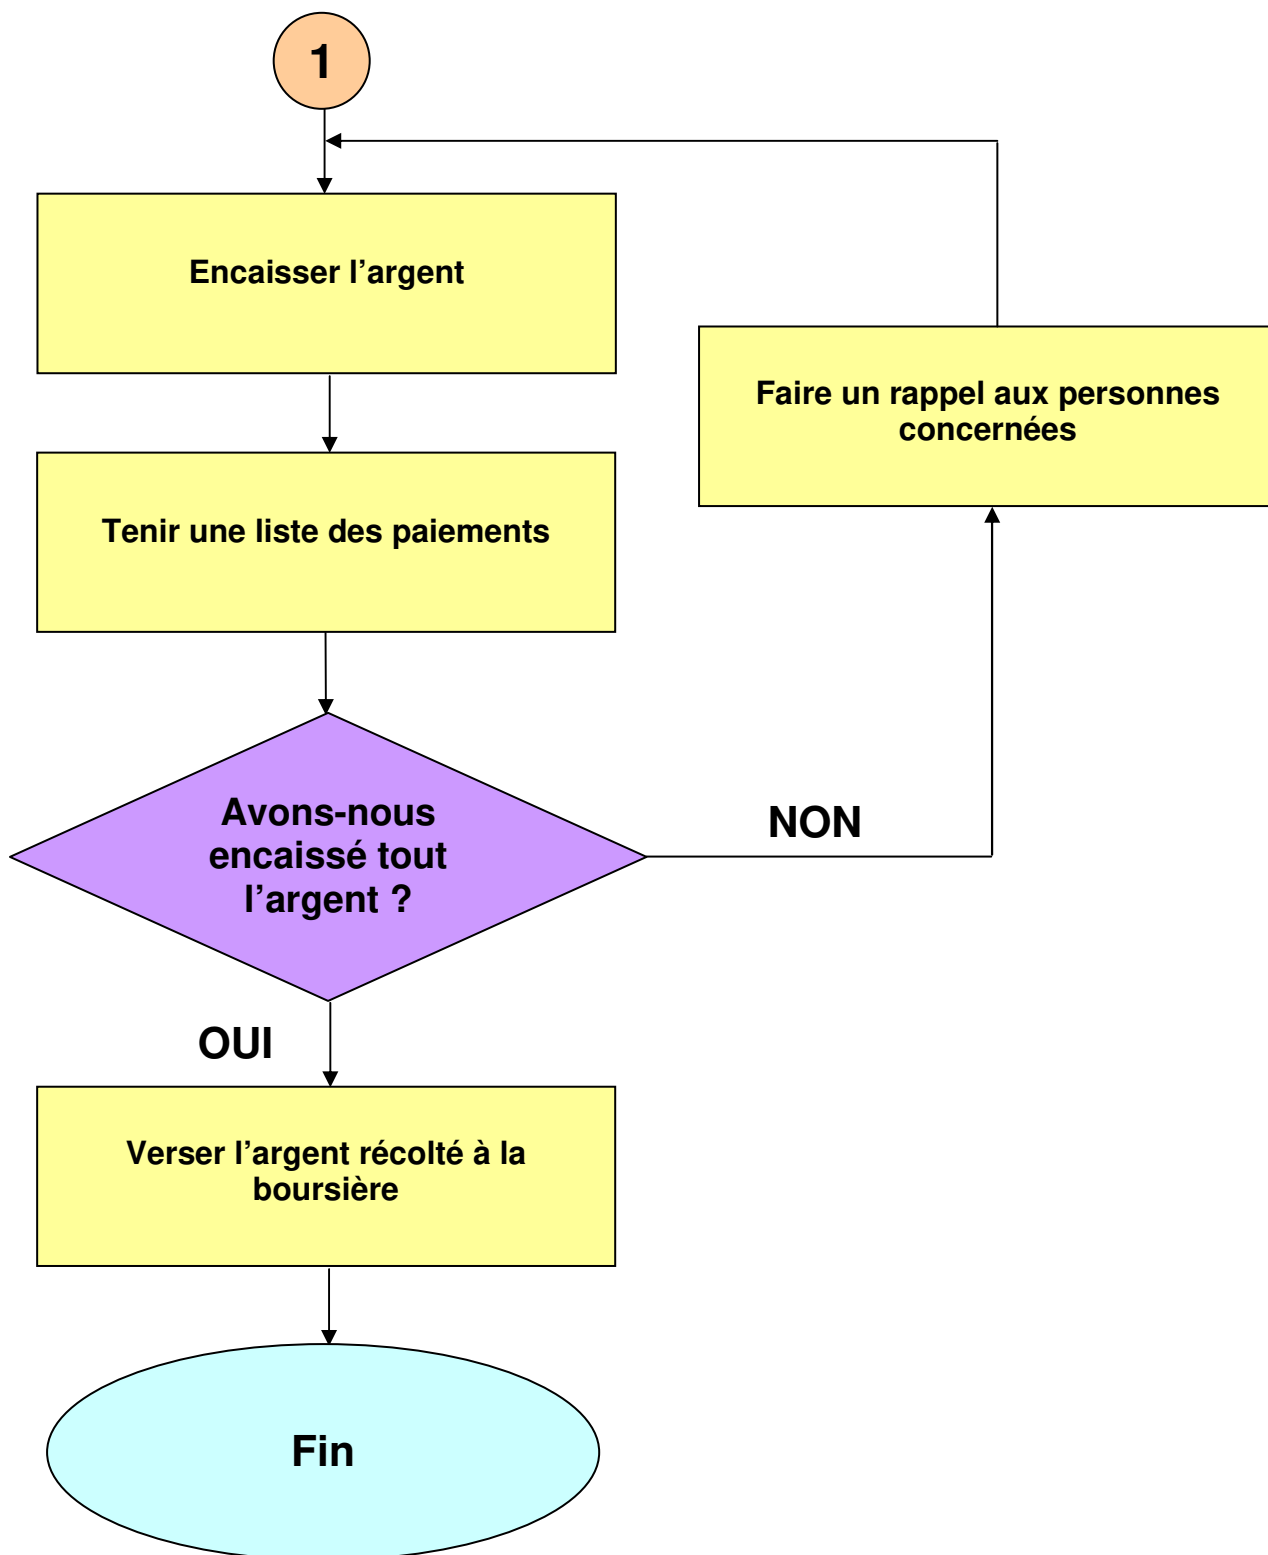 1
Encaisser l’argent
Faire un rappel aux personnes
concernées
Tenir une liste des paiements
Avons-nous
encaissé tout
l’argent ?
NON
OUI
Verser l’argent récolté à la
boursière
Fin